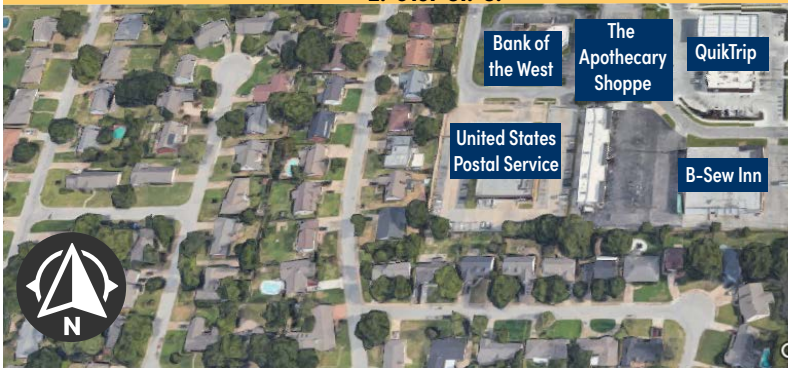 Bank of
the West
The
Apothecary
Shoppe
QuikTrip
United States
Postal Service
B-Sew Inn
N